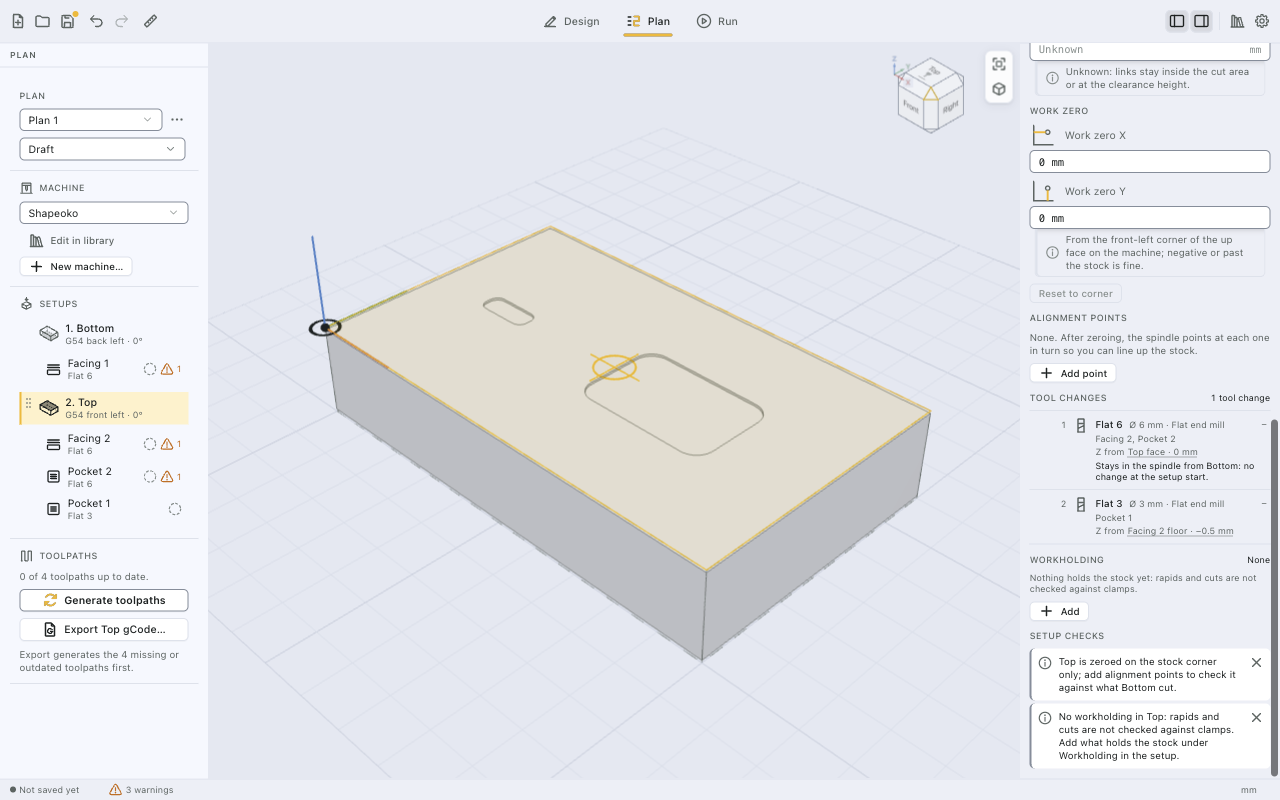 Design
Plan
Run
PLAN
PLAN
Plan 1
Draft
MACHINE
Shapeoko
Edit in library
New machine...
SETUPS
1. Bottom
G54 back left · 0°
Facing 1
Flat 6
1
2. Top
G54 front left · 0°
Facing 2
Flat 6
1
Pocket 2
Flat 6
1
Pocket 1
Flat 3
TOOLPATHS
0 of 4 toolpaths up to date.
Generate toolpaths
Export Top gCode...
Export generates the 4 missing or
outdated toolpaths first.
Z
Y
X
Front
Right
Unknown mm
Unknown: links stay inside the cut area
or at the clearance height.
WORK ZERO
Work zero X
0 mm
Work zero Y
0 mm
From the front-left corner of the up
face on the machine; negative or past
the stock is fine.
Reset to corner
ALIGNMENT POINTS
None. After zeroing, the spindle points at each one
in turn so you can line up the stock.
Add point
TOOL CHANGES 1 tool change
1 Flat 6 Ø 6 mm · Flat end mill –
Facing 2, Pocket 2
Z from Top face · 0 mm
Stays in the spindle from Bottom: no
change at the setup start.
2 Flat 3 Ø 3 mm · Flat end mill –
Pocket 1
Z from Facing 2 floor · −0.5 mm
WORKHOLDING None
Nothing holds the stock yet: rapids and cuts are not
checked against clamps.
Add
SETUP CHECKS
Top is zeroed on the stock corner
only; add alignment points to check it
against what Bottom cut.
No workholding in Top: rapids and
cuts are not checked against clamps.
Add what holds the stock under
Workholding in the setup.
Not saved yet
3 warnings
mm